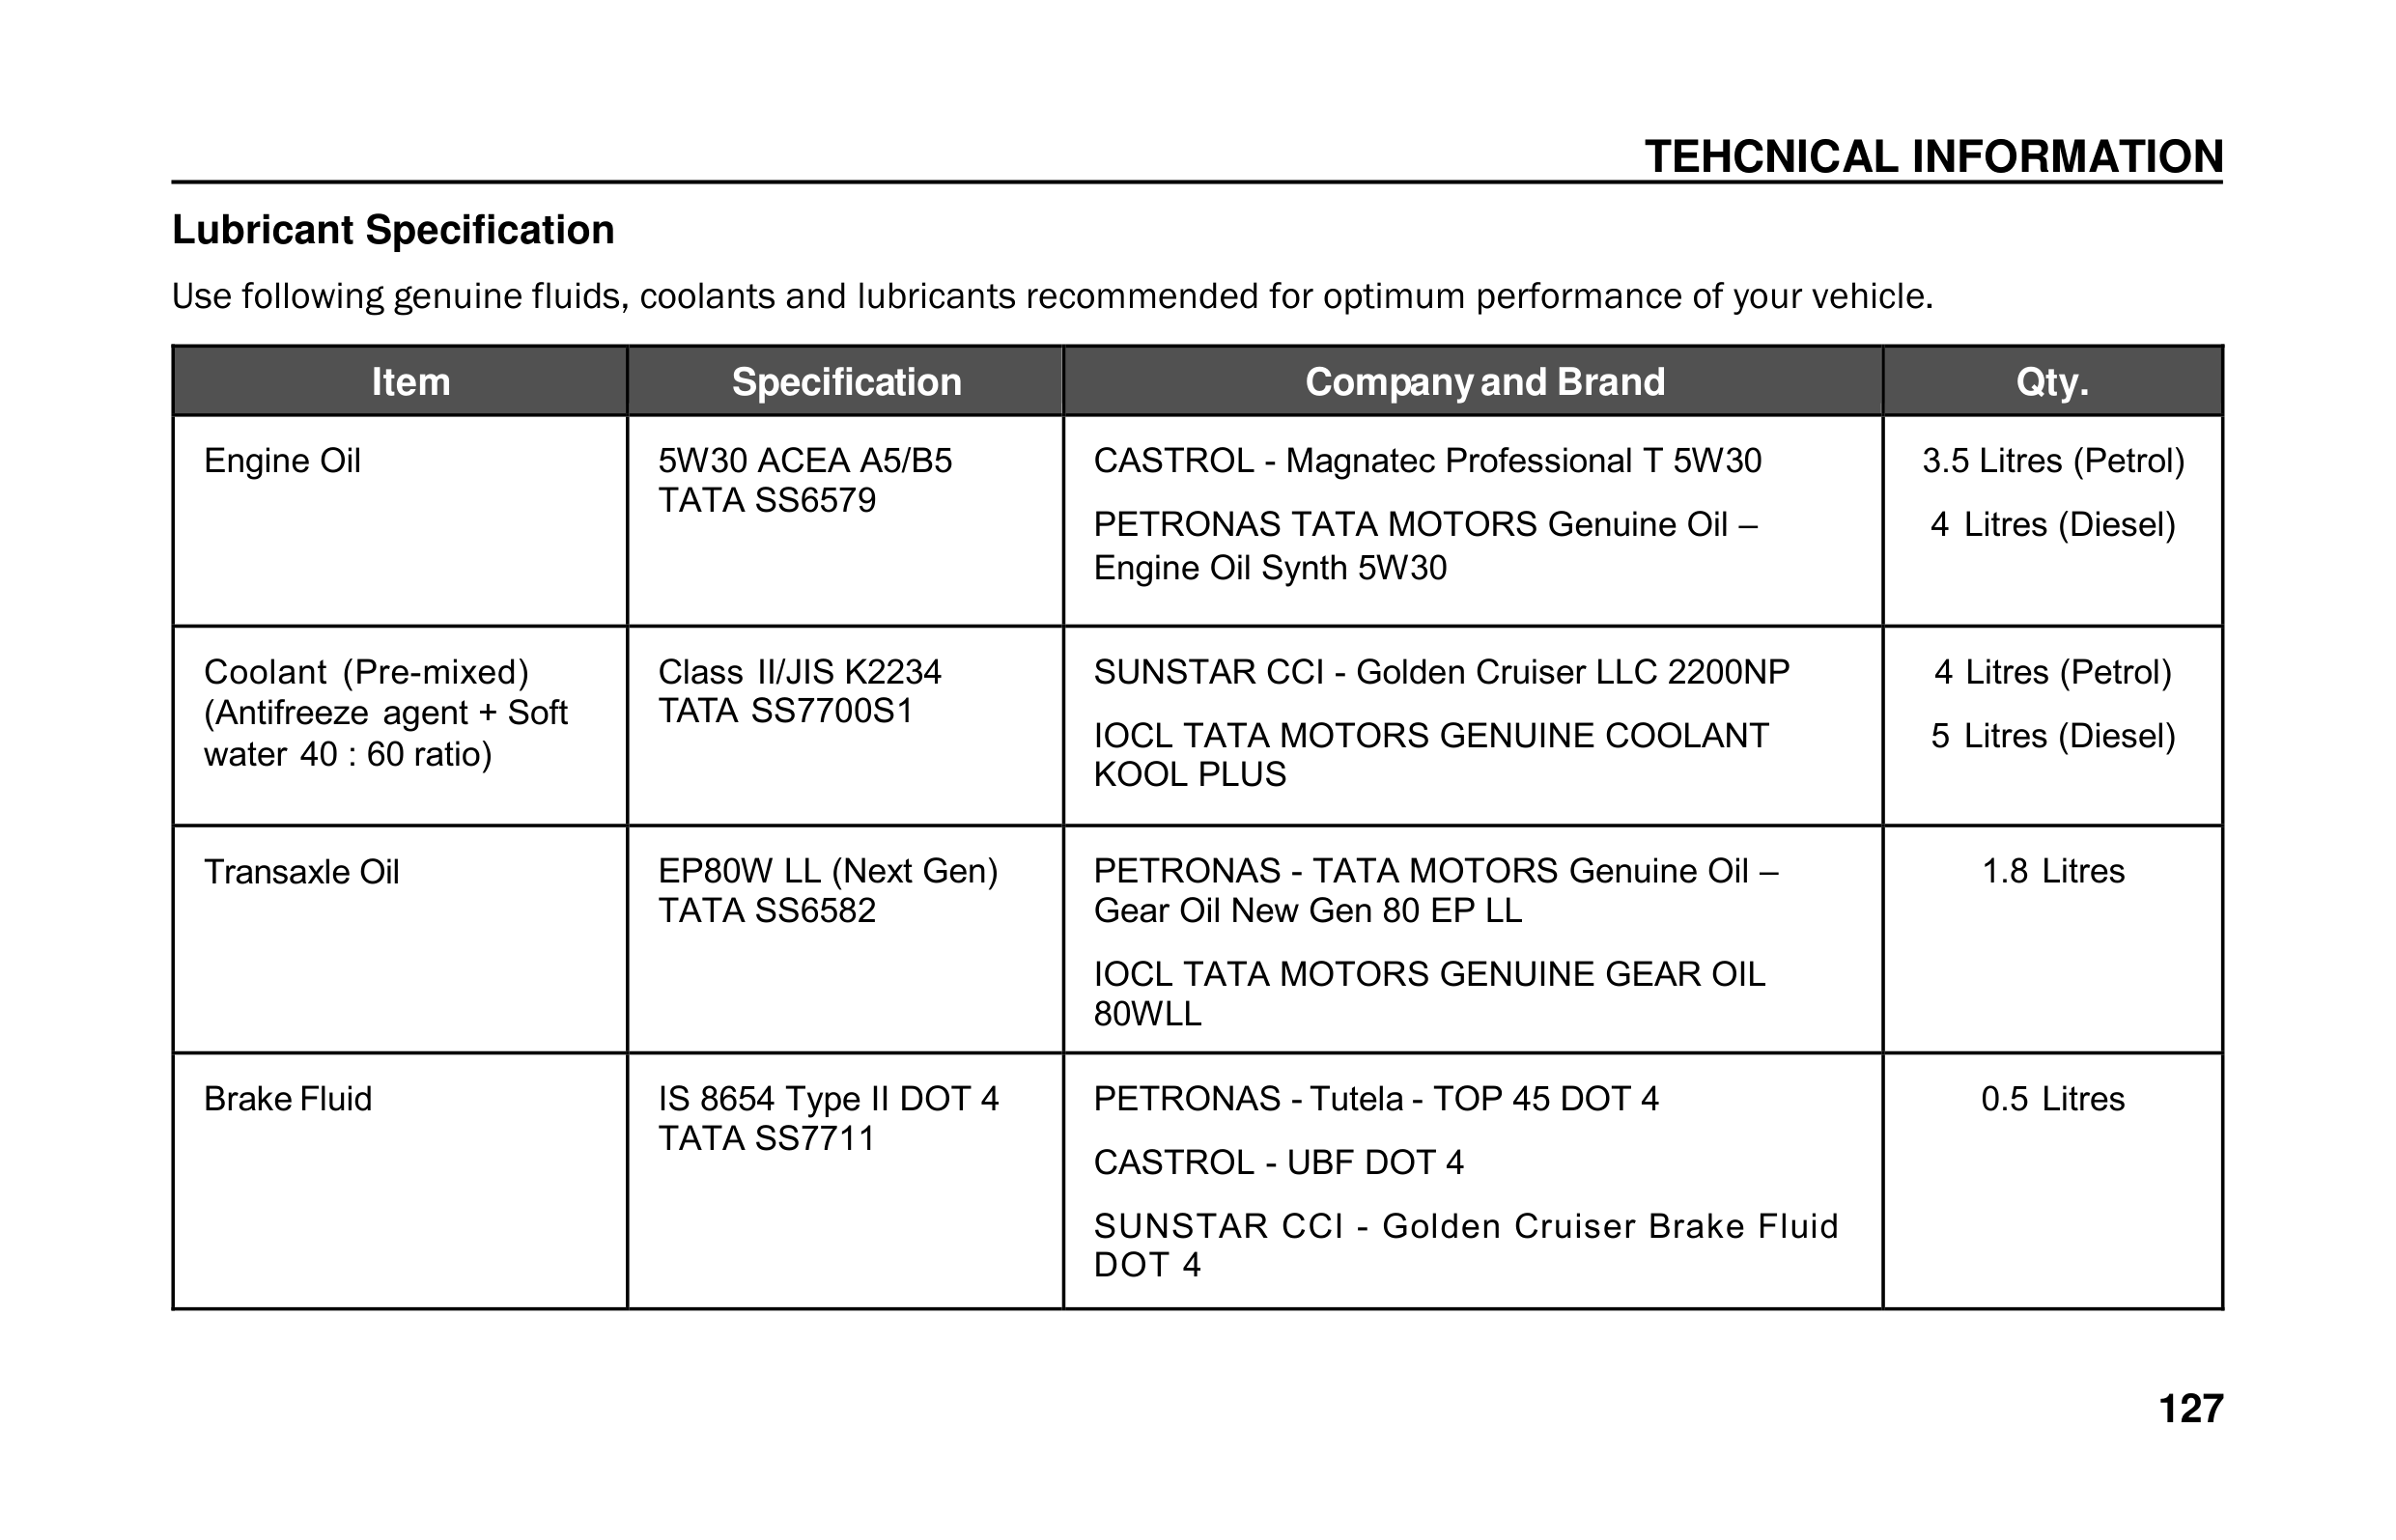 TEHCNICAL INFORMATION
Lubricant Specification
Use following genuine fluids, coolants and lubricants recommended for optimum performance of your vehicle.
Item
Specification
Company and Brand
Qty.
Engine Oil
5W30 ACEA A5/B5
TATA SS6579
CASTROL - Magnatec Professional T 5W30
PETRONAS TATA MOTORS Genuine Oil –
Engine Oil Synth 5W30
3.5 Litres (Petrol)
4 Litres (Diesel)
Coolant (Pre-mixed)
(Antifreeze agent + Soft
water 40 : 60 ratio)
Class II/JIS K2234
TATA SS7700S1
SUNSTAR CCI - Golden Cruiser LLC 2200NP
IOCL TATA MOTORS GENUINE COOLANT
KOOL PLUS
4 Litres (Petrol)
5 Litres (Diesel)
Transaxle Oil
EP80W LL (Next Gen)
TATA SS6582
PETRONAS - TATA MOTORS Genuine Oil –
Gear Oil New Gen 80 EP LL
IOCL TATA MOTORS GENUINE GEAR OIL
80WLL
1.8 Litres
Brake Fluid
IS 8654 Type II DOT 4
TATA SS7711
PETRONAS - Tutela - TOP 45 DOT 4
CASTROL - UBF DOT 4
SUNSTAR CCI - Golden Cruiser Brake Fluid
DOT 4
0.5 Litres
127